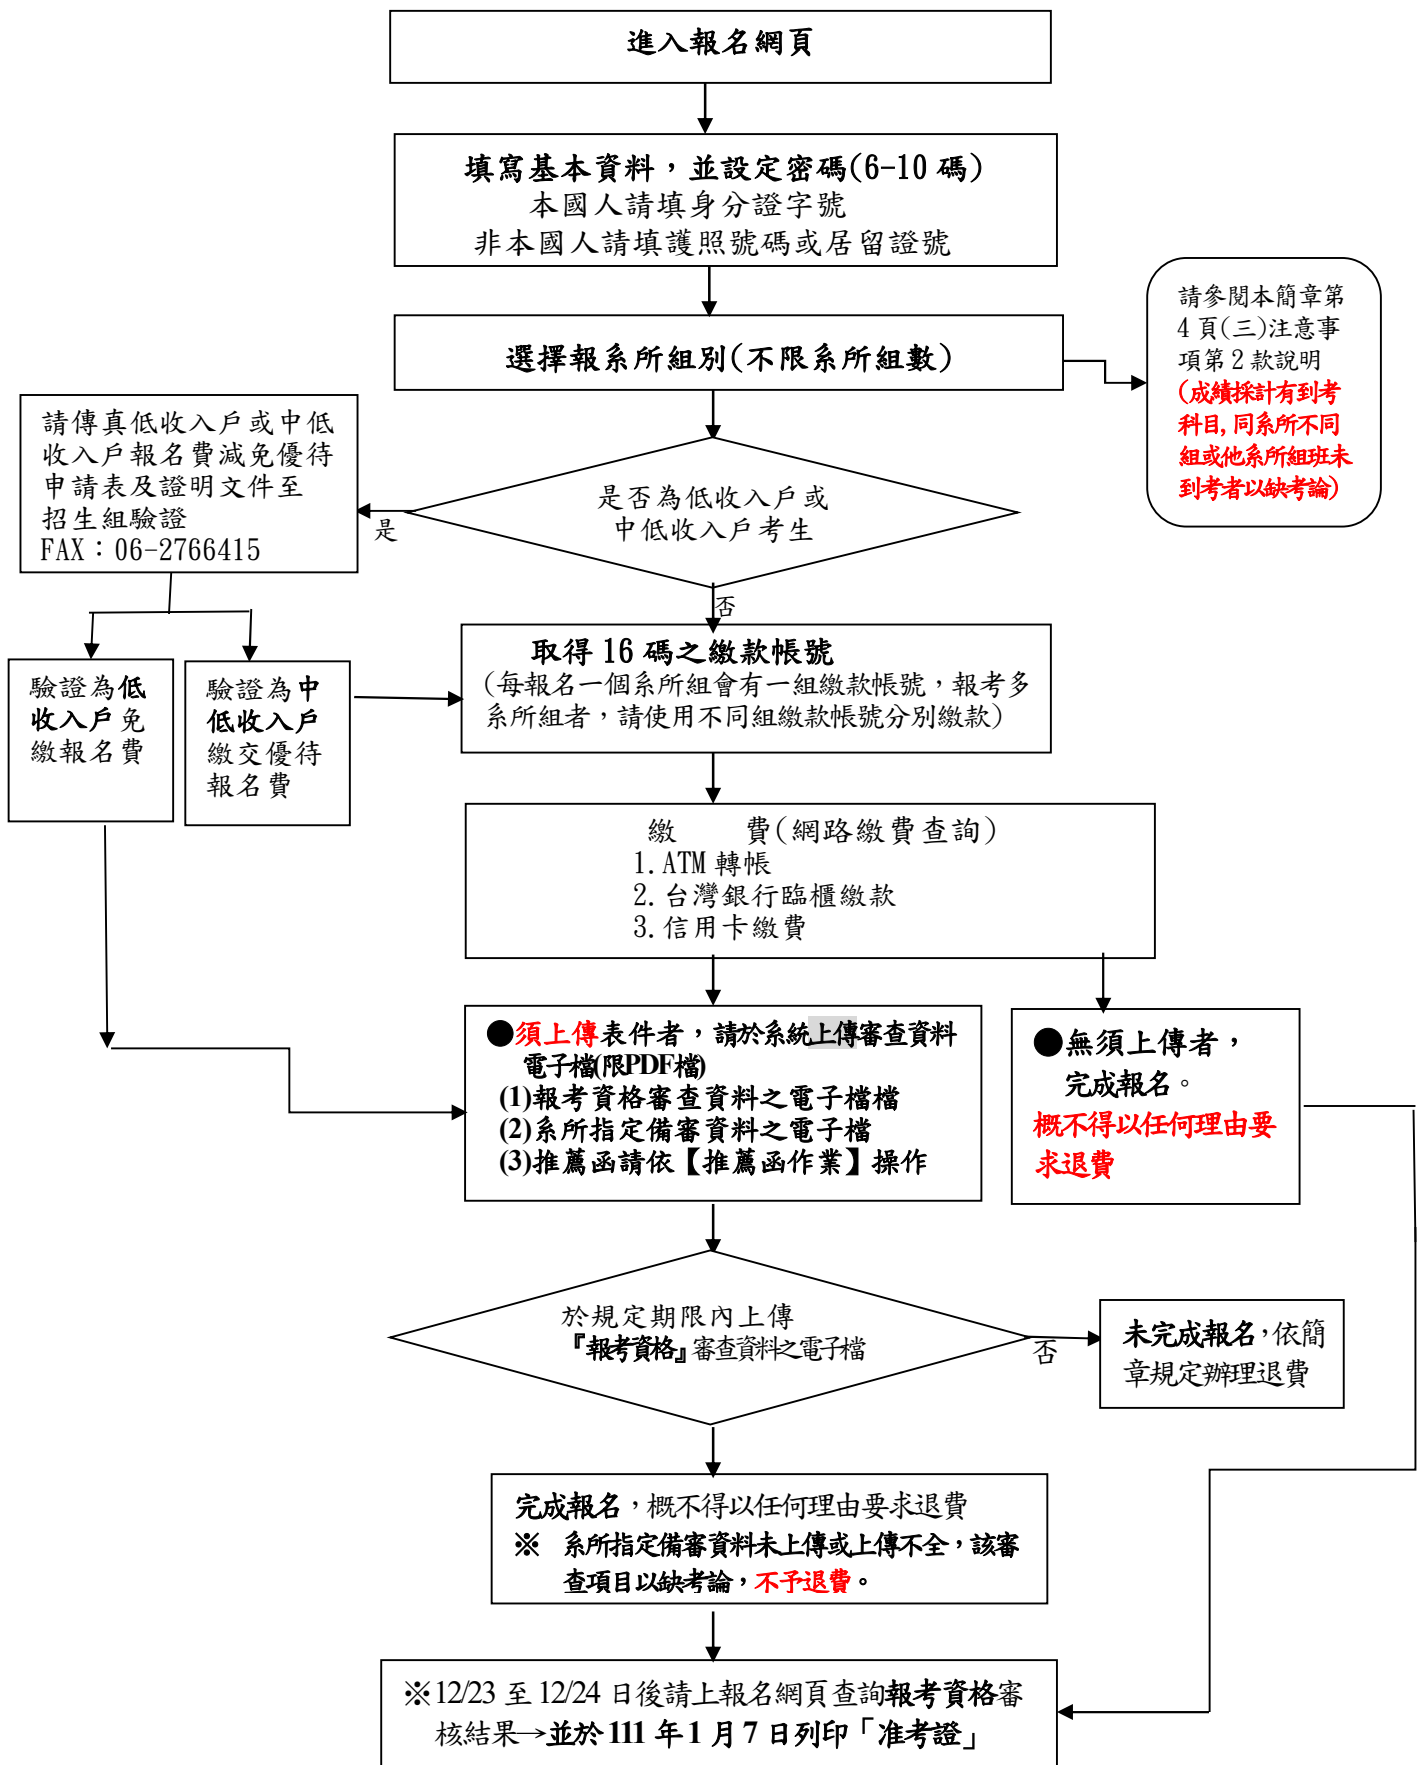 進入報名網頁
填寫基本資料，並設定密碼(6-10 碼)
本國人請填身分證字號
非本國人請填護照號碼或居留證號
請參閱本簡章第
4 頁(三)注意事
項第 2 款說明
(成績採計有到考
科目,同系所不同
組或他系所組班未
到考者以缺考論)
選擇報系所組別(不限系所組數)
請傳真低收入戶或中低
收入戶報名費減免優待
申請表及證明文件至
招生組驗證
FAX：06-2766415
是否為低收入戶或
中低收入戶考生
是
否
取得 16 碼之繳款帳號
(每報名一個系所組會有一組繳款帳號，報考多
系所組者，請使用不同組繳款帳號分別繳款)
驗證為低
收入戶免
繳報名費
驗證為中
低收入戶
繳交優待
報名費
繳　　費(網路繳費查詢)
1.ATM 轉帳
2.台灣銀行臨櫃繳款
3.信用卡繳費
●須上傳表件者，請於系統上傳審查資料
電子檔(限PDF檔)
(1)報考資格審查資料之電子檔檔
(2)系所指定備審資料之電子檔
(3)推薦函請依【推薦函作業】操作
●無須上傳者，
完成報名。
概不得以任何理由要
求退費
於規定期限內上傳
『報考資格』審查資料之電子檔
否
未完成報名，依簡
章規定辦理退費
完成報名，概不得以任何理由要求退費
※　系所指定備審資料未上傳或上傳不全，該審
查項目以缺考論，不予退費。
※12/23 至 12/24 日後請上報名網頁查詢報考資格審
核結果→並於 111 年 1 月 7 日列印「准考證」